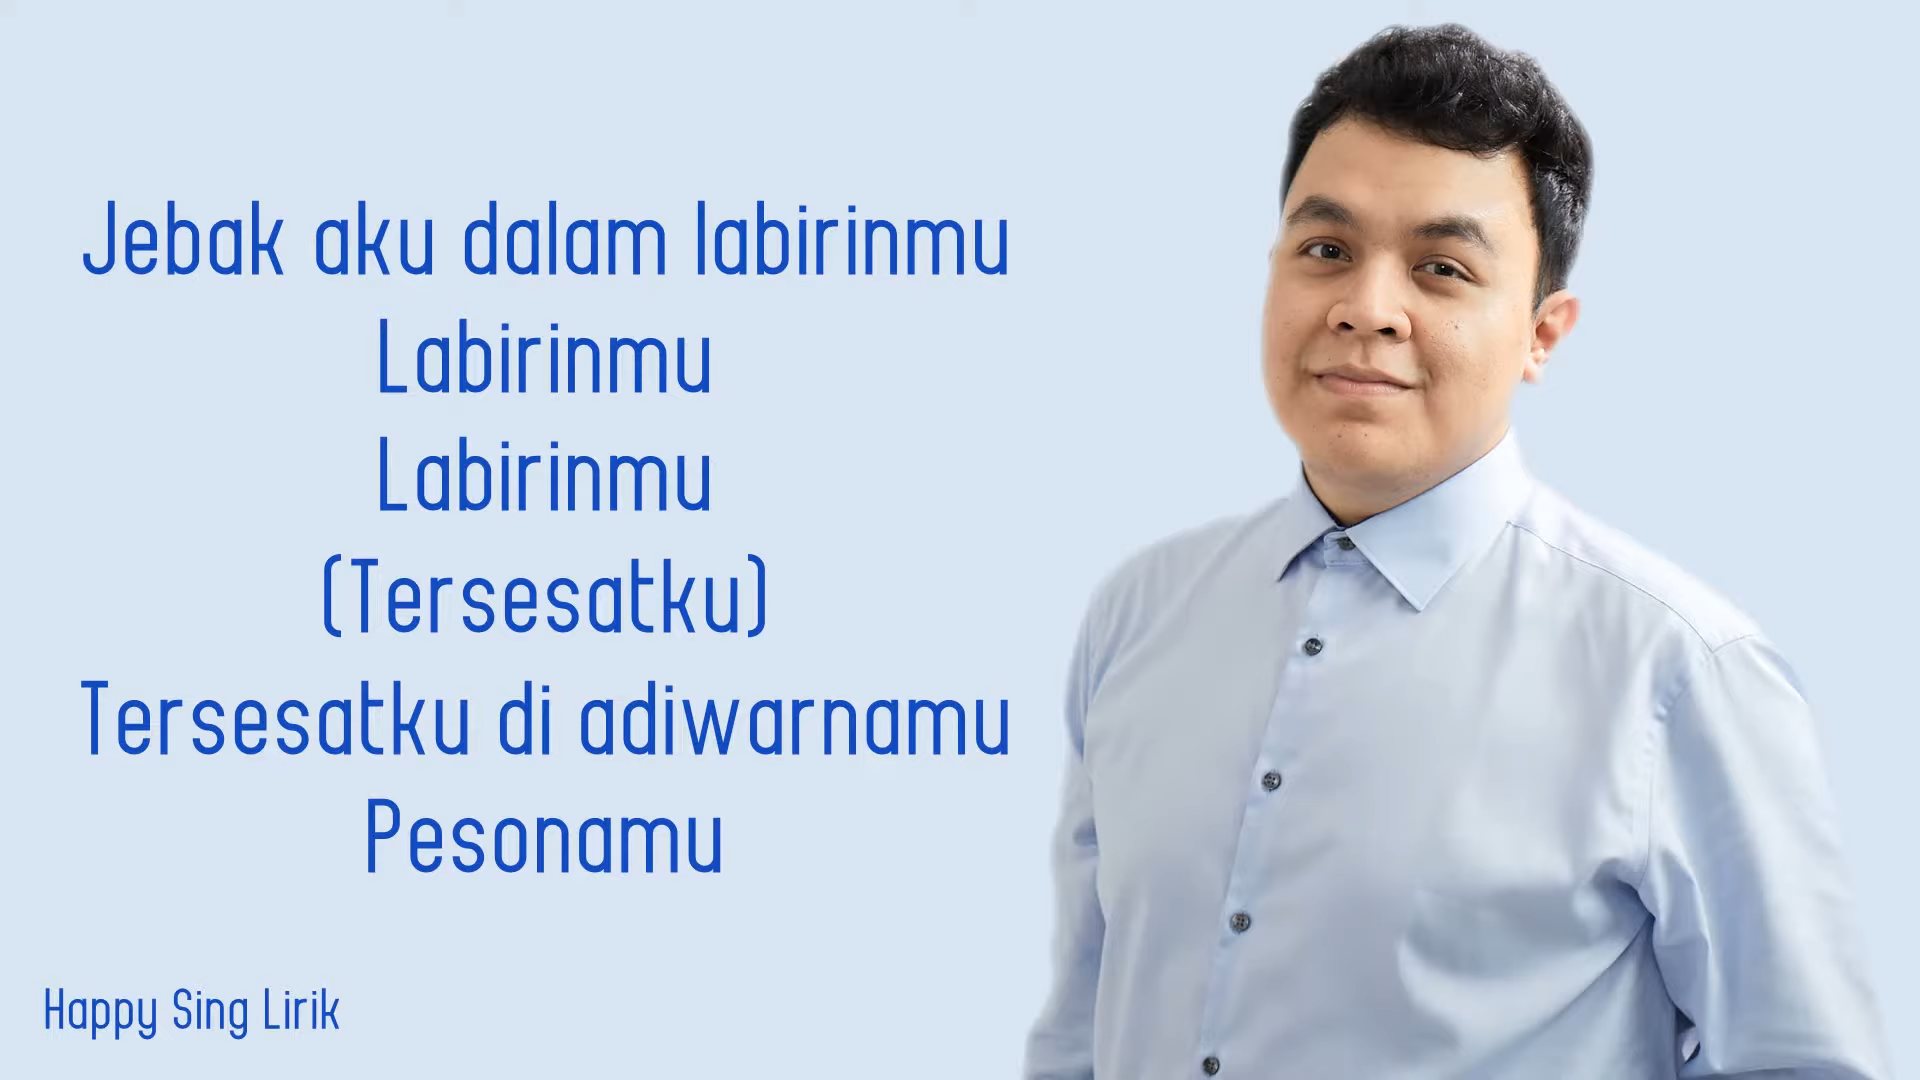 Jebak aku dalam labirinmu
Labirinmu
Labirinmu
(Tersesatku)
Tersesatku di adiwarnamu
Pesonamu
Happy Sing Lirik